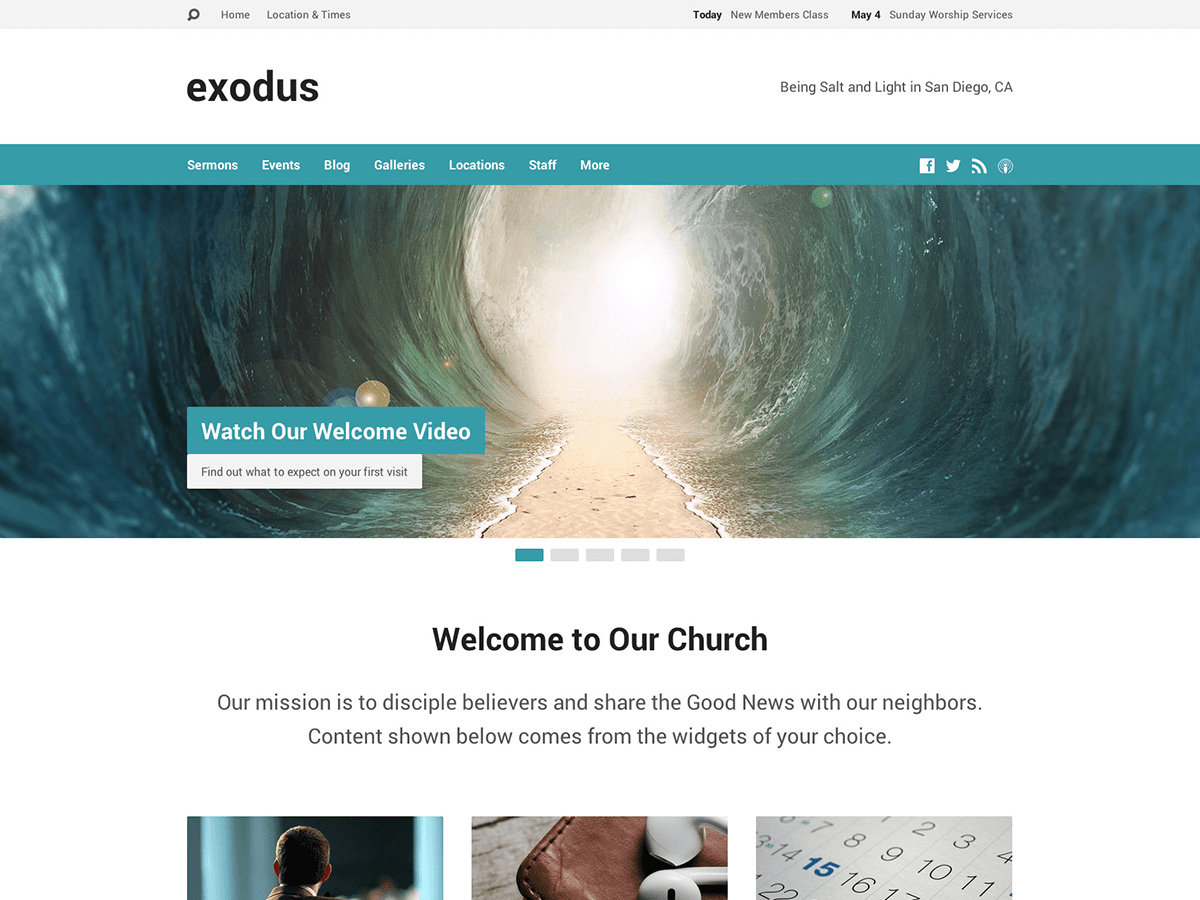 Home Location & Times Today New Members Class May 4 Sunday Worship Services
exodus
Being Salt and Light in San Diego, CA
Sermons Events Blog Galleries Locations Staff More
Watch Our Welcome Video
Find out what to expect on your first visit
Welcome to Our Church
Our mission is to disciple believers and share the Good News with our neighbors.
Content shown below comes from the widgets of your choice.
7 1 2 3 4
14 15 8 9 10 11
22 16 17